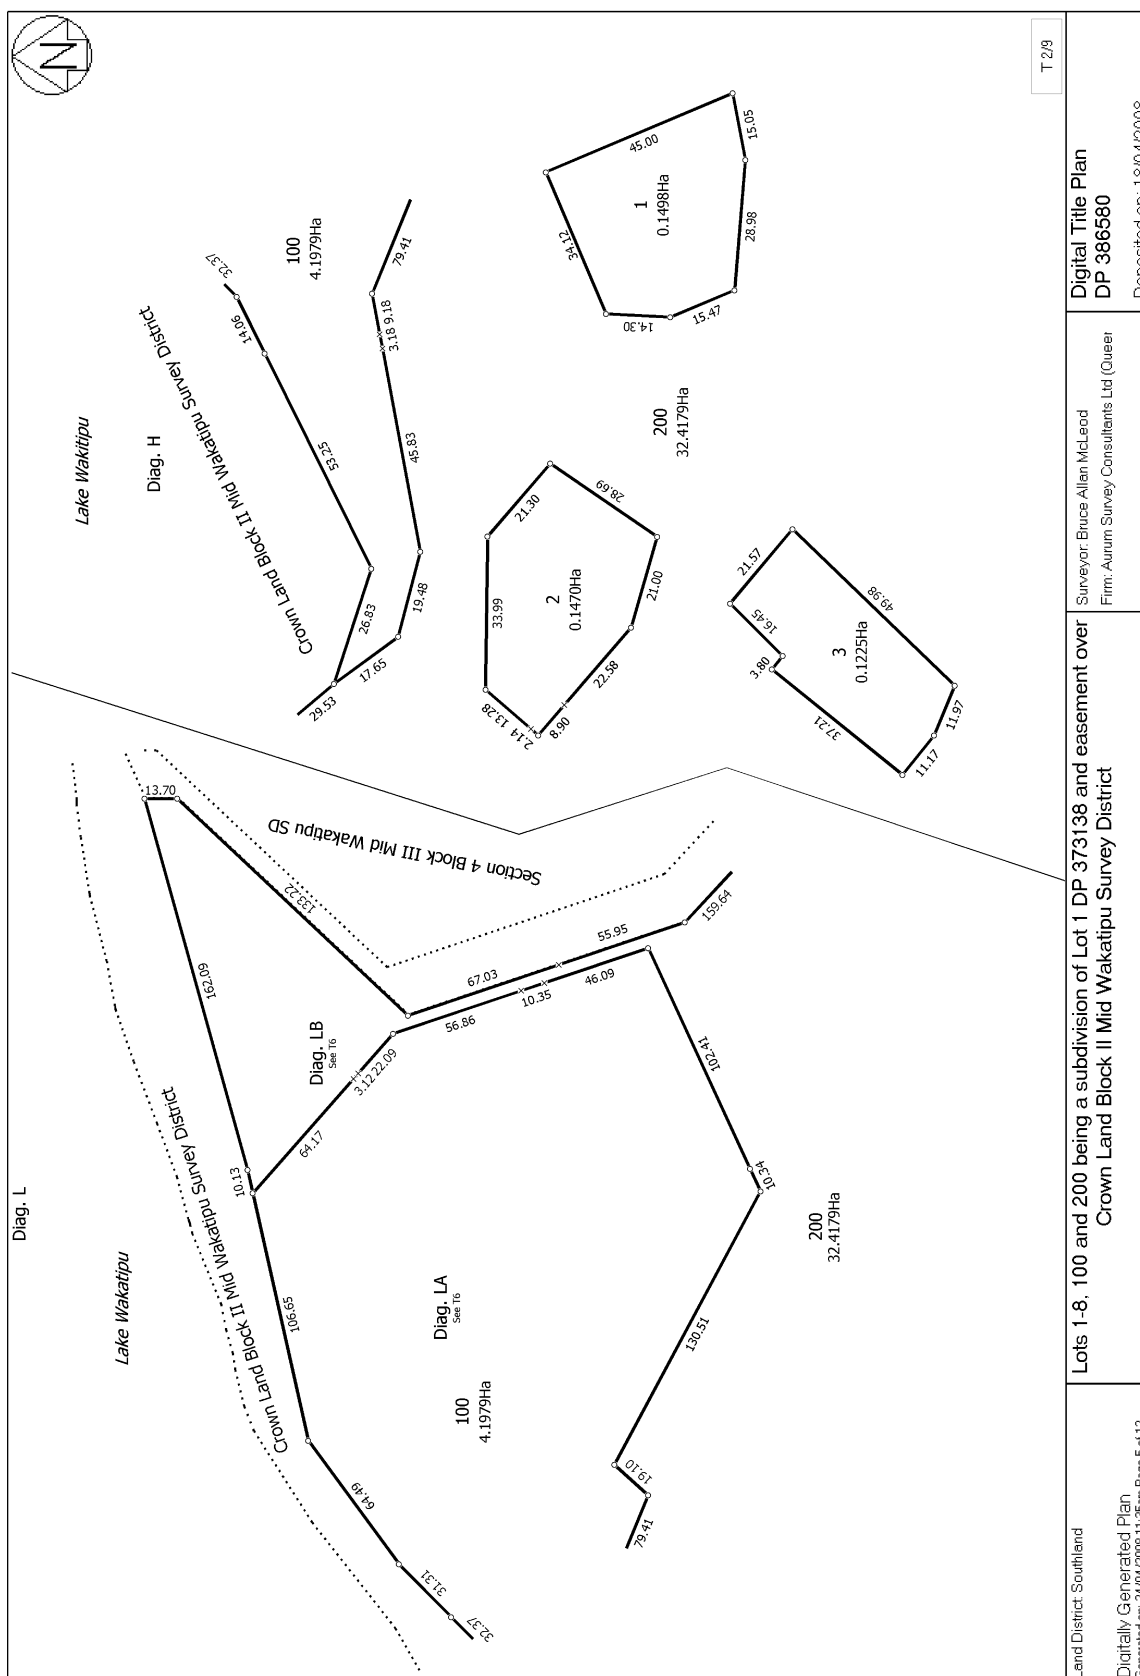 Diag. L
Lake Wakatipu
Crown Land Block II Mid Wakatipu Survey District
32.37
31.31
64.49
106.65
10.13
162.09
13.70
133.22
64.17
3.12
22.09
Diag. LB
See T6
56.86
10.35
46.09
67.03
55.95
159.64
Section 4 Block III Mid Wakatipu SD
Diag. LA
See T6
100
4.1979Ha
79.41
19.10
130.51
10.34
102.41
200
32.4179Ha
N
Lake Wakitipu
Diag. H
Crown Land Block II Mid Wakatipu Survey District
29.53
17.65
26.83
19.48
53.25
45.83
14.06
32.37
3.18
9.18
79.41
100
4.1979Ha
2.14
13.28
33.99
21.30
28.69
21.00
22.58
8.90
2
0.1470Ha
200
32.4179Ha
34.12
45.00
15.05
28.98
15.47
14.30
1
0.1498Ha
37.21
3.80
16.45
21.57
49.98
11.97
11.17
3
0.1225Ha
T 2/9
Land District: Southland
Digitally Generated Plan
Lots 1-8, 100 and 200 being a subdivision of Lot 1 DP 373138 and easement over
Crown Land Block II Mid Wakatipu Survey District
Surveyor: Bruce Allan McLeod
Firm: Aurum Survey Consultants Ltd (Queer
Digital Title Plan
DP 386580